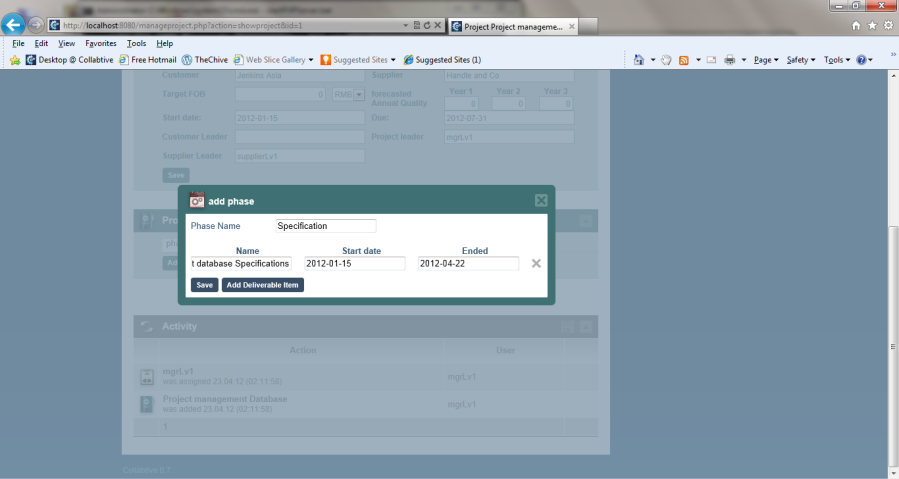 http://localhost:8080/manageproject.php?action=showproject&id=1
Project Project manageme...
File Edit View Favorites Tools Help
Desktop @ Collabtive Free Hotmail TheChive Web Slice Gallery Suggested Sites Suggested Sites (1)
Page Safety Tools
Customer Jenkins Asia Supplier Handle and Co
Target FOB 0 RMB forecasted Annual Quality Year 1 Year 2 Year 3
0 0 0
Start date: 2012-01-15 Due: 2012-07-31
Customer Leader Project leader mgrt.v1
Supplier Leader suppliert.v1
Save
add phase
Phase Name Specification
Name Start date Ended
t database Specifications 2012-01-15 2012-04-22
Save Add Deliverable Item
Activity
Action User
mgrt.v1
was assigned 23.04.12 (02:11:58) mgrt.v1
Project management Database
was added 23.04.12 (02:11:58) mgrt.v1
1
Collabtive 0.7